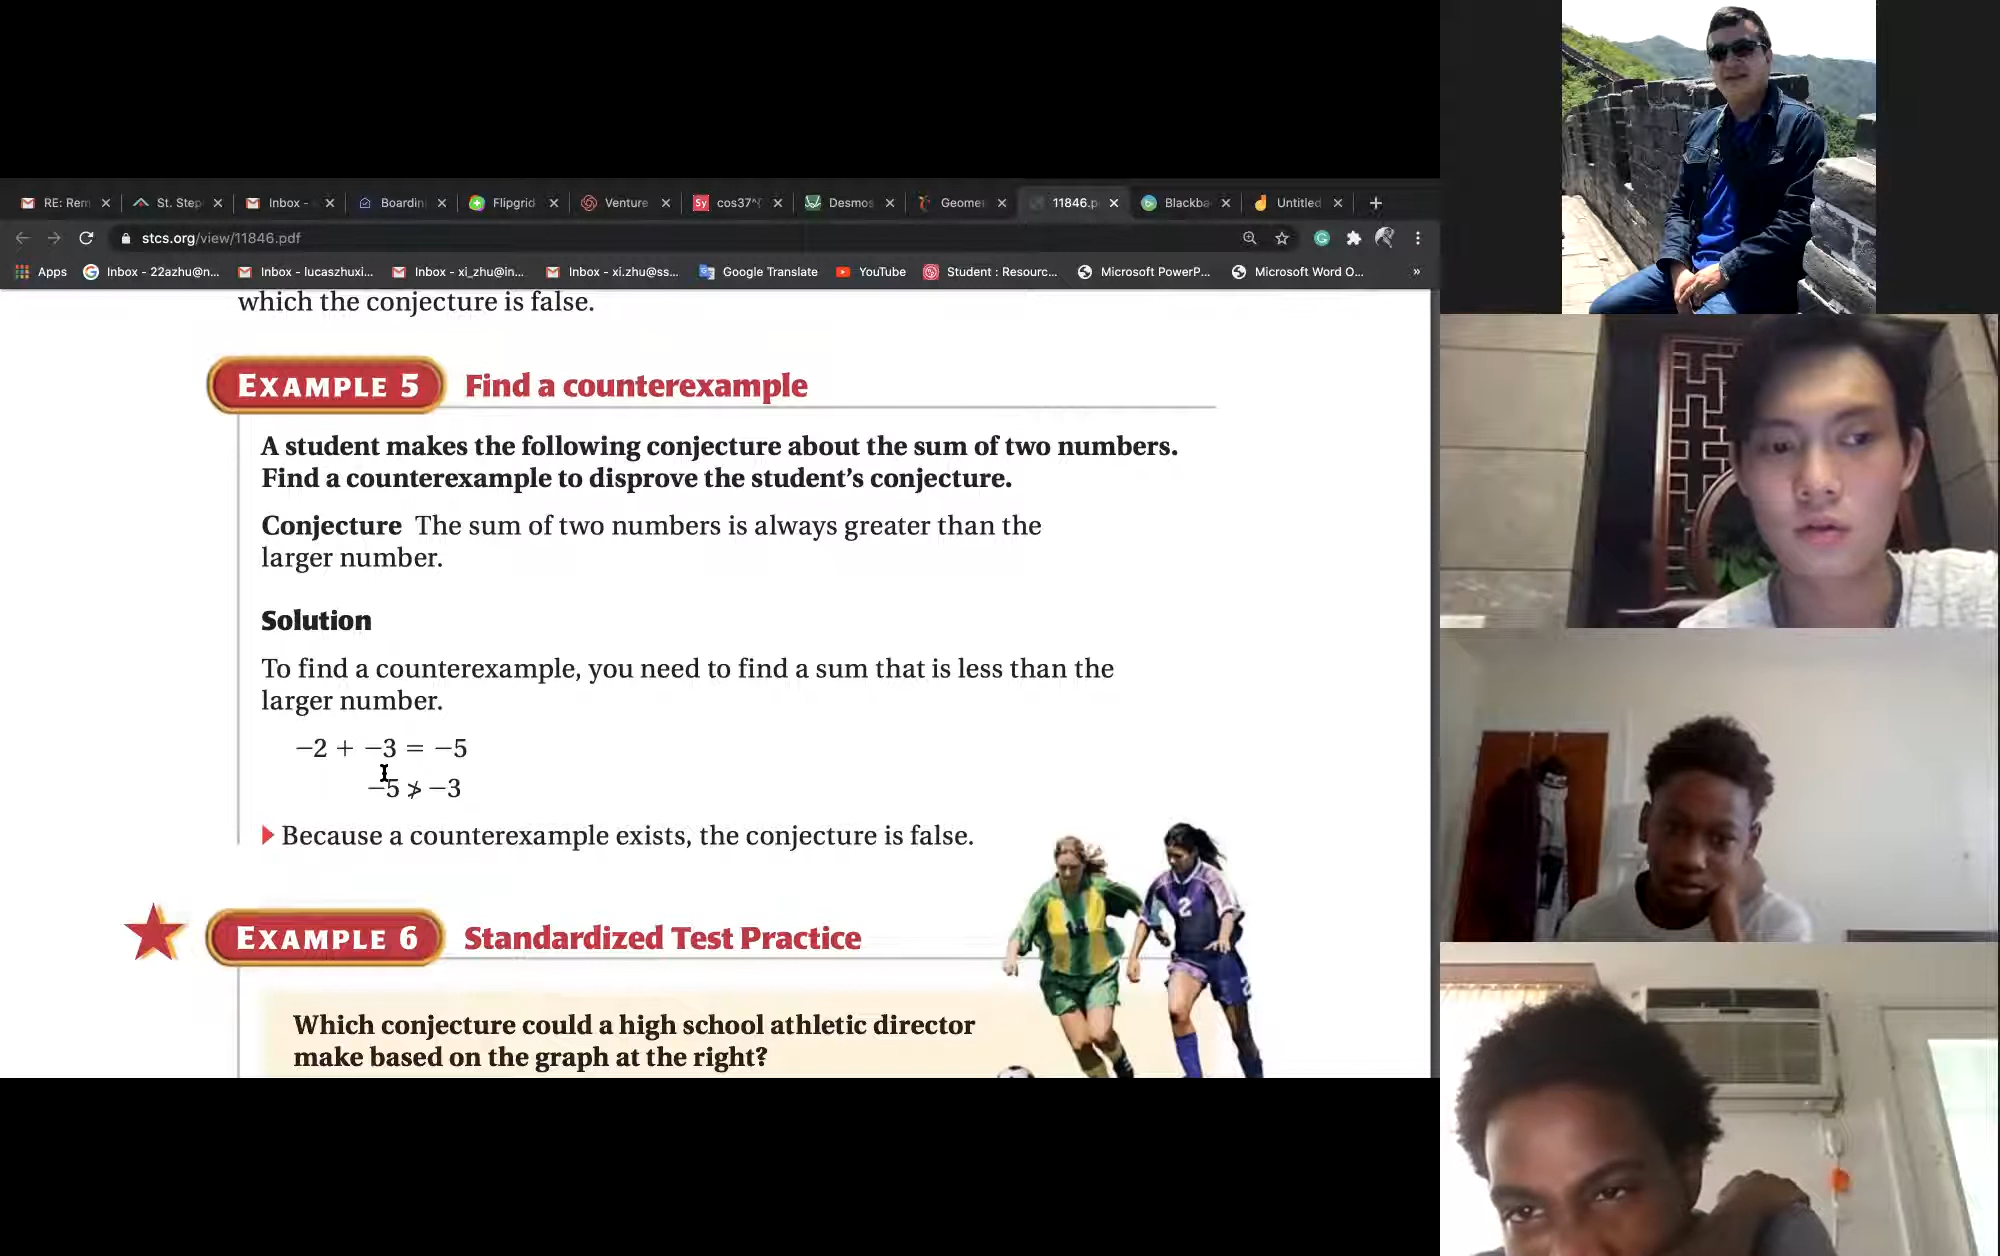 RE: Rem
St. Step
Inbox -
Boardin
Flipgrid
Venture
cos37^(
Desmos
Geome
11846.p
Blackba
Untitled
stcs.org/view/11846.pdf
Apps
Inbox - 22azhu@n...
Inbox - lucaszhuxi...
Inbox - xi_zhu@in...
Inbox - xi.zhu@ss...
Google Translate
YouTube
Student : Resourc...
Microsoft PowerP...
Microsoft Word O...
»
which the conjecture is false.
EXAMPLE 5 Find a counterexample
A student makes the following conjecture about the sum of two numbers.
Find a counterexample to disprove the student's conjecture.
Conjecture The sum of two numbers is always greater than the
larger number.
Solution
To find a counterexample, you need to find a sum that is less than the
larger number.
−2 + −3 = −5
−5 ≯ −3
Because a counterexample exists, the conjecture is false.
EXAMPLE 6 Standardized Test Practice
Which conjecture could a high school athletic director
make based on the graph at the right?
2
2